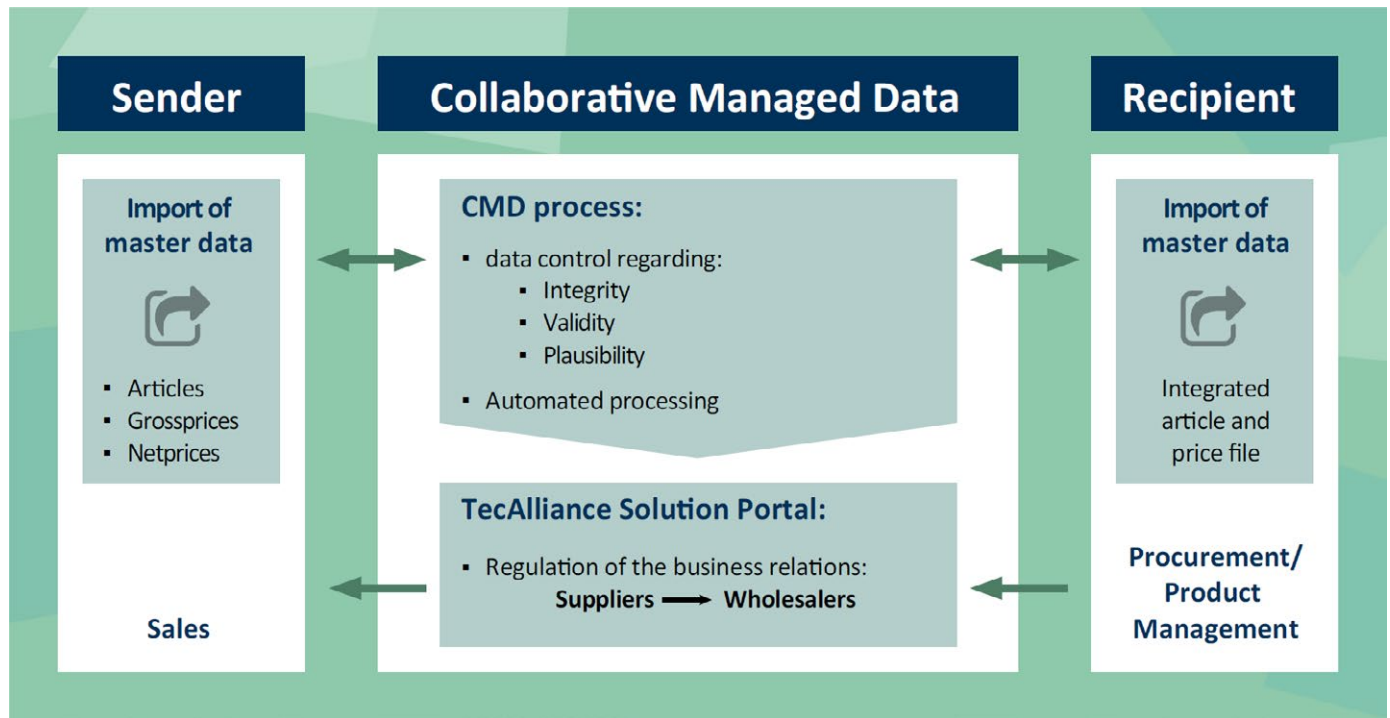 Sender
Import of
master data
▪ Articles
▪ Grossprices
▪ Netprices
Sales
Collaborative Managed Data
CMD process:
▪ data control regarding:
▪ Integrity
▪ Validity
▪ Plausibility
▪ Automated processing
TecAlliance Solution Portal:
▪ Regulation of the business relations:
Suppliers → Wholesalers
Recipient
Import of
master data
Integrated
article and
price file
Procurement/
Product
Management